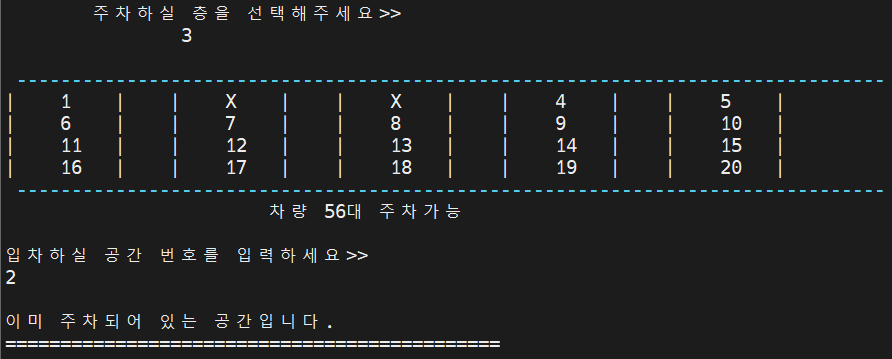 주차하실 층을 선택해주세요>>
3
-------------------------------------------------------------------------------
|    1    |    |    X    |    |    X    |    |    4    |    |    5    |
|    6    |    |    7    |    |    8    |    |    9    |    |    10   |
|    11   |    |    12   |    |    13   |    |    14   |    |    15   |
|    16   |    |    17   |    |    18   |    |    19   |    |    20   |
-------------------------------------------------------------------------------
차량 56대 주차가능
입차하실 공간 번호를 입력하세요>>
2
이미 주차되어 있는 공간입니다.
=============================================